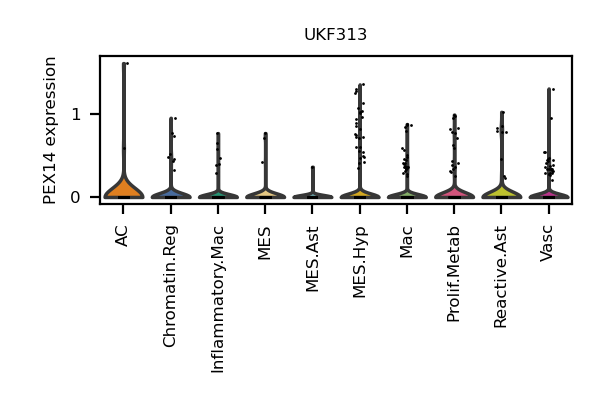 UKF313
PEX14 expression
1
0
AC
Chromatin.Reg
Inflammatory.Mac
MES
MES.Ast
MES.Hyp
Mac
Prolif.Metab
Reactive.Ast
Vasc